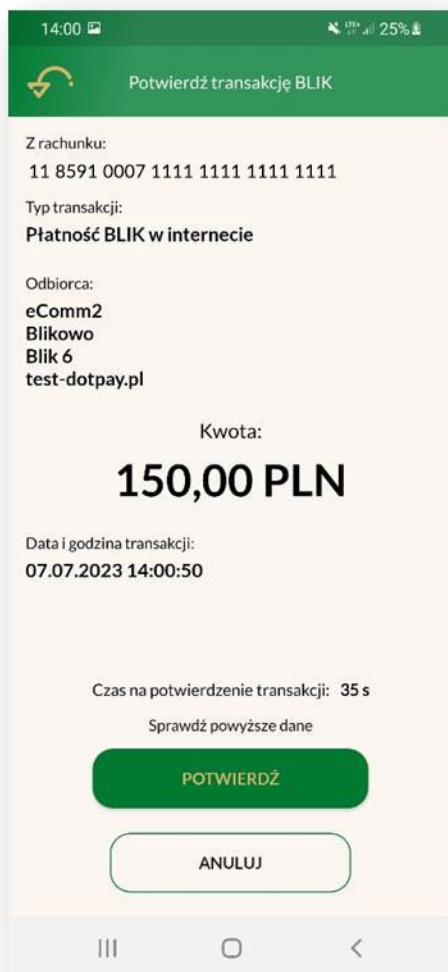 14:00 25%
Potwierdź transakcję BLIK
Z rachunku:
11 8591 0007 1111 1111 1111 1111
Typ transakcji:
Płatność BLIK w internecie
Odbiorca:
eComm2
Blikowo
Blik 6
test-dotpay.pl
Kwota:
150,00 PLN
Data i godzina transakcji:
07.07.2023 14:00:50
Czas na potwierdzenie transakcji: 35 s
Sprawdź powyższe dane
POTWIERDŹ
ANULUJ